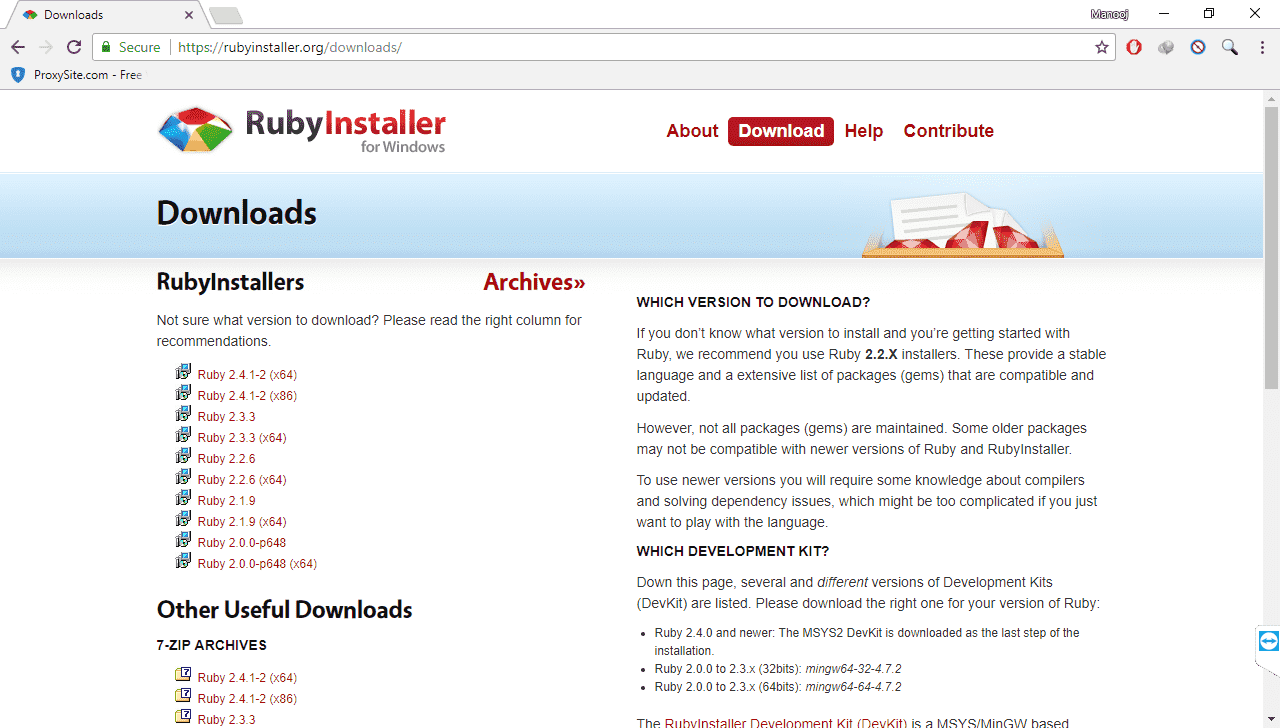 Downloads
Manooj
Secure
https://rubyinstaller.org/downloads/
ProxySite.com - Free
RubyInstaller
for Windows
About Download Help Contribute
Downloads
RubyInstallers Archives»
Not sure what version to download? Please read the right column for
recommendations.
Ruby 2.4.1-2 (x64)
Ruby 2.4.1-2 (x86)
Ruby 2.3.3
Ruby 2.3.3 (x64)
Ruby 2.2.6
Ruby 2.2.6 (x64)
Ruby 2.1.9
Ruby 2.1.9 (x64)
Ruby 2.0.0-p648
Ruby 2.0.0-p648 (x64)
Other Useful Downloads
7-ZIP ARCHIVES
Ruby 2.4.1-2 (x64)
Ruby 2.4.1-2 (x86)
Ruby 2.3.3
WHICH VERSION TO DOWNLOAD?
If you don't know what version to install and you're getting started with
Ruby, we recommend you use Ruby 2.2.X installers. These provide a stable
language and a extensive list of packages (gems) that are compatible and
updated.
However, not all packages (gems) are maintained. Some older packages
may not be compatible with newer versions of Ruby and RubyInstaller.
To use newer versions you will require some knowledge about compilers
and solving dependency issues, which might be too complicated if you just
want to play with the language.
WHICH DEVELOPMENT KIT?
Down this page, several and different versions of Development Kits
(DevKit) are listed. Please download the right one for your version of Ruby:
• Ruby 2.4.0 and newer: The MSYS2 DevKit is downloaded as the last step of the
installation.
• Ruby 2.0.0 to 2.3.x (32bits): mingw64-32-4.7.2
• Ruby 2.0.0 to 2.3.x (64bits): mingw64-64-4.7.2
The RubyInstaller Development Kit (DevKit) is a MSYS/MinGW based